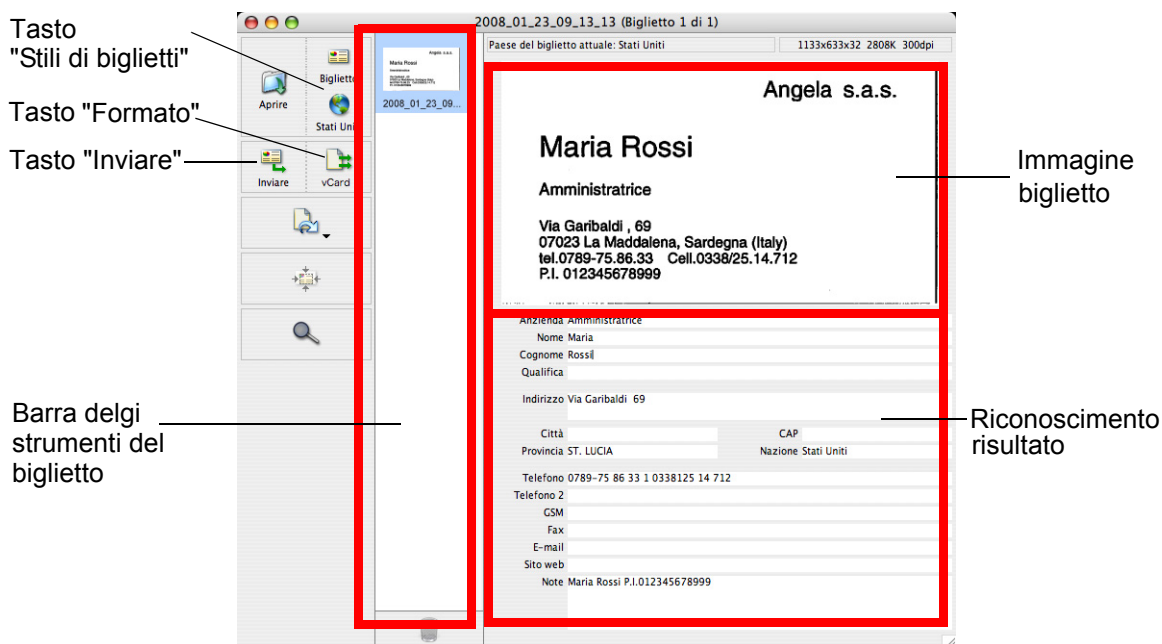 Tasto
"Stili di biglietti"
Tasto "Formato"
Tasto "Inviare"
Barra delgi
strumenti del
biglietto
2008_01_23_09_13_13 (Biglietto 1 di 1)
Aprire
Biglietto
Stati Uni
Inviare
vCard
Angela s.a.s.
Maria Rossi
2008_01_23_09...
Paese del biglietto attuale: Stati Uniti
1133x633x32 2808K 300dpi
Angela s.a.s.
Maria Rossi
Amministratrice
Via Garibaldi , 69
07023 La Maddalena, Sardegna (Italy)
tel.0789-75.86.33 Cell.0338/25.14.712
P.I. 012345678999
Immagine
biglietto
Anzienda Amministratrice
Nome Maria
Cognome Rossi
Qualifica
Indirizzo Via Garibaldi 69
Città CAP
Provincia ST. LUCIA Nazione Stati Uniti
Telefono 0789-75 86 33 1 0338125 14 712
Telefono 2
GSM
Fax
E-mail
Sito web
Note Maria Rossi P.I.012345678999
Riconoscimento
risultato